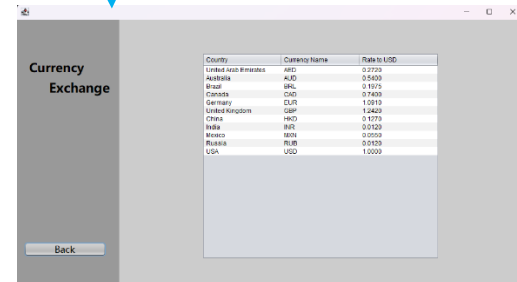 Currency
Exchange
Country Currency Name Rate to USD
United Arab Emirates AED 0.2720
Australia AUD 0.5400
Brazil BRL 0.1975
Canada CAD 0.7400
Germany EUR 1.0910
United Kingdom GBP 1.2420
China HKD 0.1270
India INR 0.0120
Mexico MXN 0.0550
Russia RUB 0.0120
USA USD 1.0000
Back